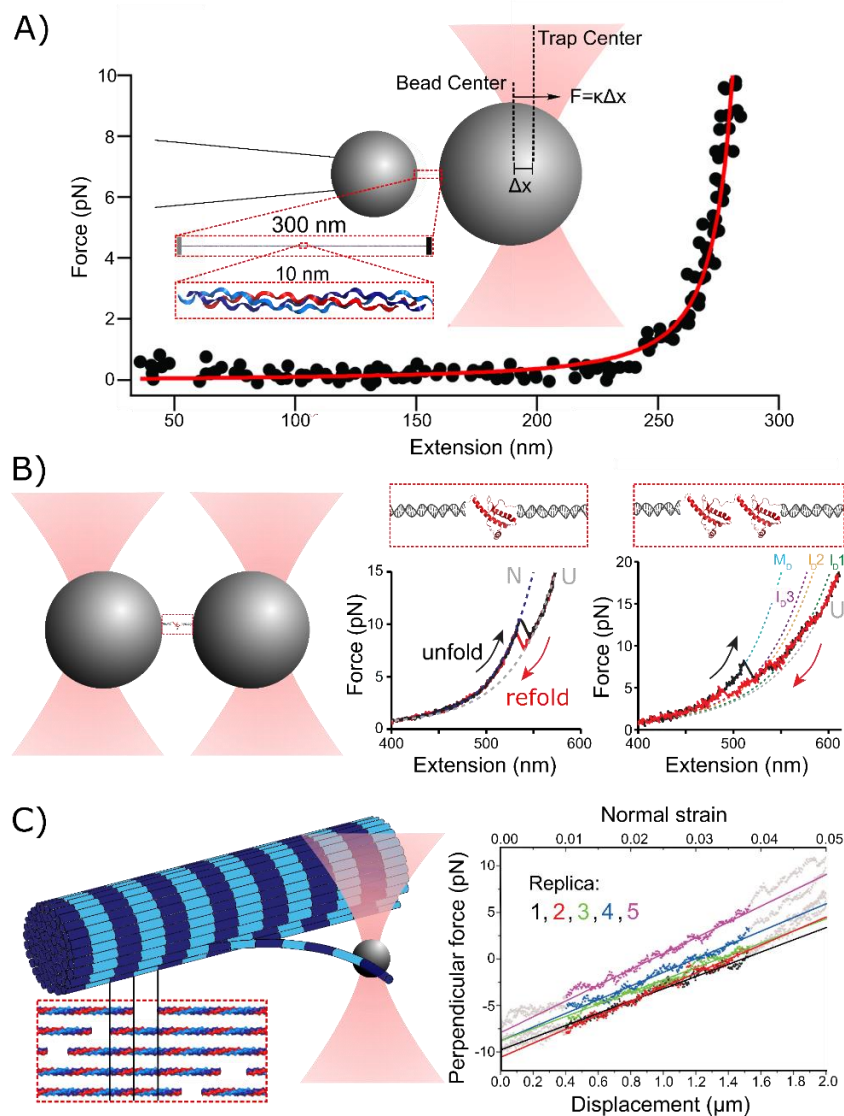 A)
Trap Center
Bead Center
F=κΔx
Δx
300 nm
10 nm
Force (pN)
10
8
6
4
2
0
50
100
150
200
250
300
Extension (nm)
B)
N
U
unfold
refold
Force (pN)
15
10
5
0
400
500
600
Extension (nm)
M_D
I_D3
I_D2
I_D1
U
Force (pN)
20
15
10
5
0
400
500
600
Extension (nm)
C)
Normal strain
0.00 0.01 0.02 0.03 0.04 0.05
Replica:
1, 2, 3, 4, 5
Perpendicular force (pN)
10
5
0
-5
-10
0.0 0.2 0.4 0.6 0.8 1.0 1.2 1.4 1.6 1.8 2.0
Displacement (μm)